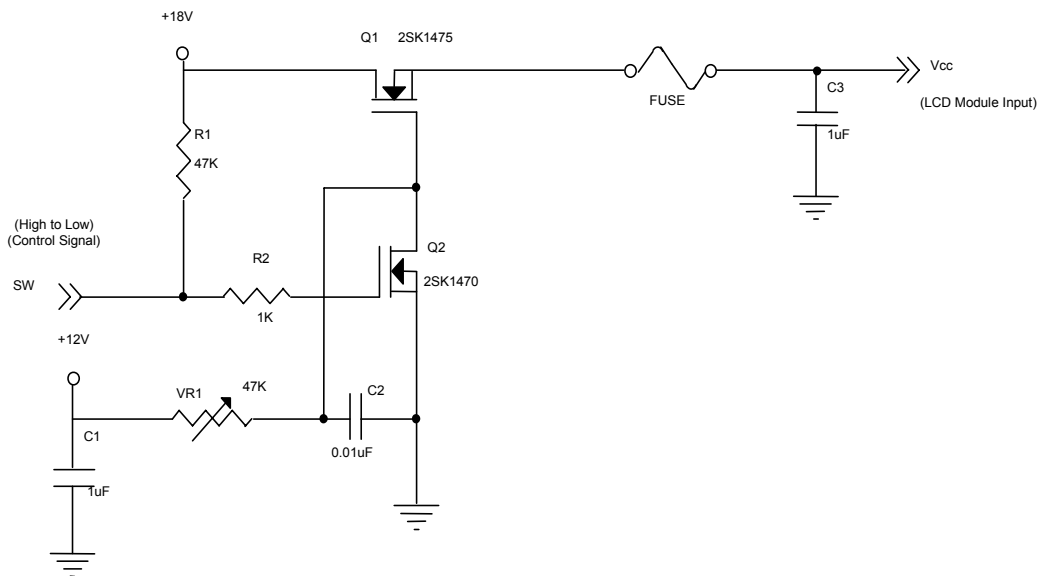 +18V
Q1 2SK1475
Vcc
FUSE
C3
(LCD Module Input)
1uF
R1
47K
(High to Low)
(Control Signal)
Q2
R2
2SK1470
SW
1K
+12V
VR1
47K
C2
C1
0.01uF
1uF